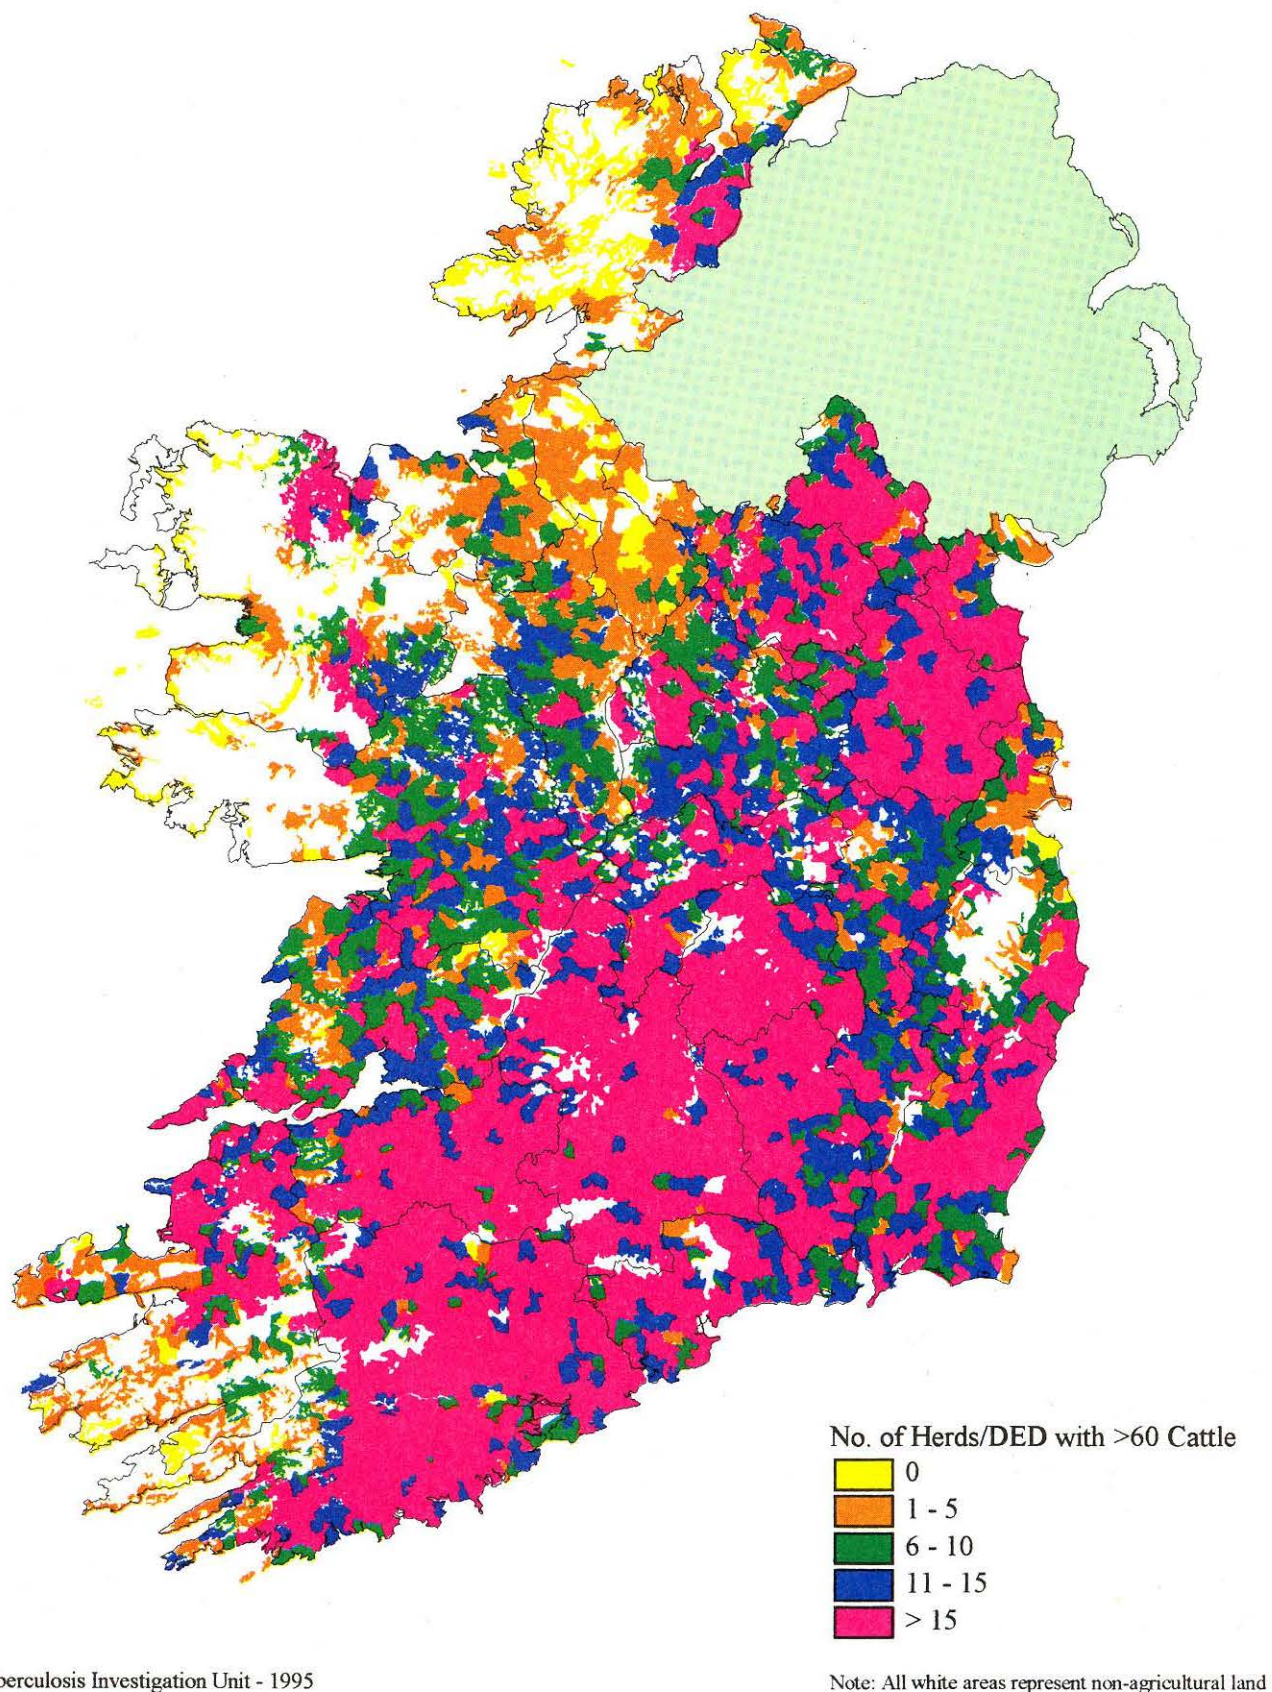 No. of Herds/DED with >60 Cattle
0
1 - 5
6 - 10
11 - 15
> 15
berculosis Investigation Unit - 1995
Note: All white areas represent non-agricultural land